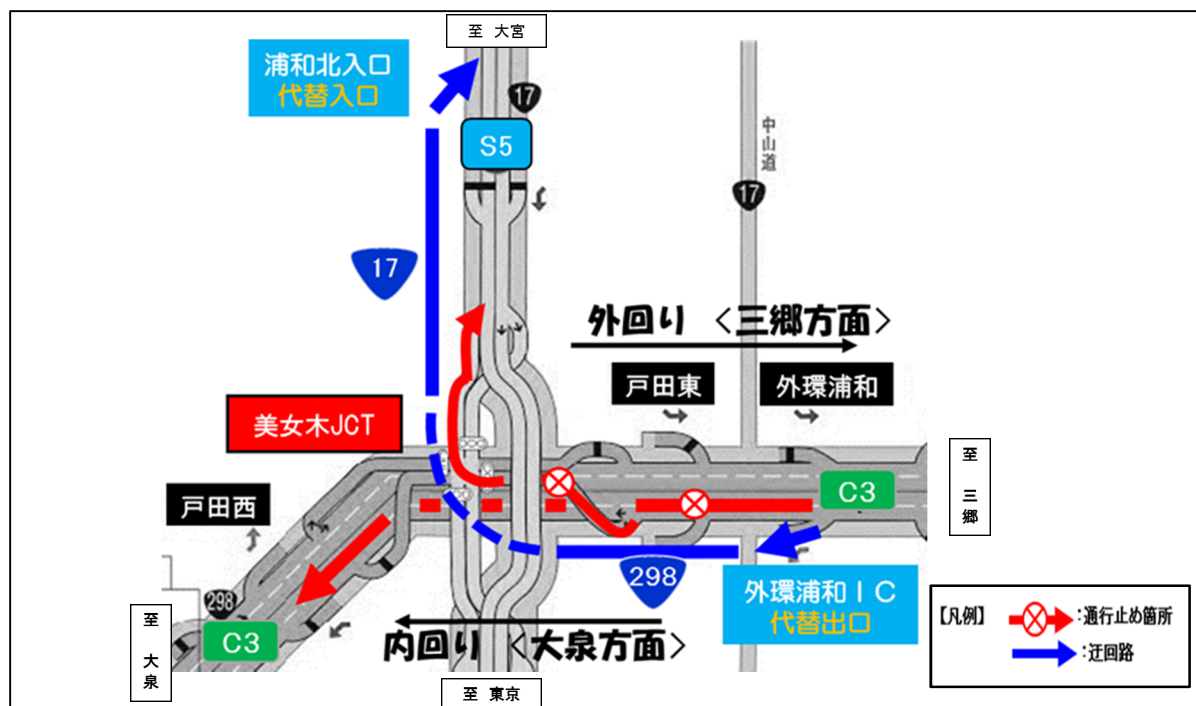 至 大宮
浦和北入口
代替入口
17
S5
中山道
17
17
外回り <三郷方面>
戸田東
外環浦和
美女木JCT
至 三郷
C3
戸田西
298
外環浦和IC
代替出口
298
C3
内回り <大泉方面>
至 大泉
至 東京
【凡例】
:通行止め箇所
:迂回路